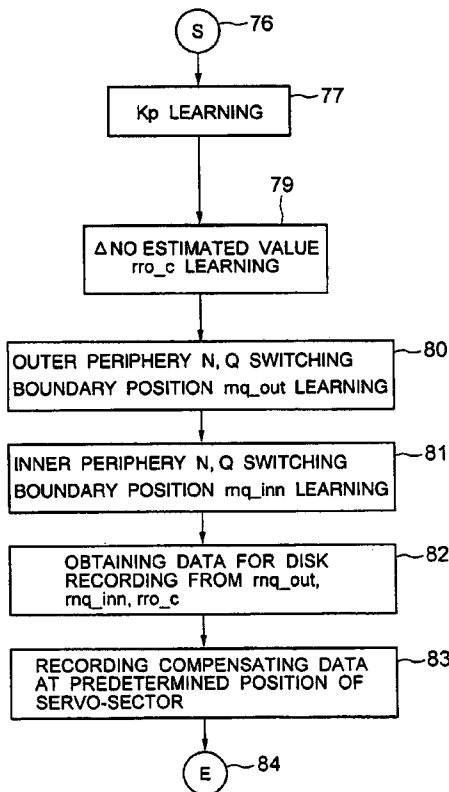 S
76
77
Kp LEARNING
79
Δ NO ESTIMATED VALUE
rro_c LEARNING
80
OUTER PERIPHERY N, Q SWITCHING
BOUNDARY POSITION rnq_out LEARNING
81
INNER PERIPHERY N, Q SWITCHING
BOUNDARY POSITION rnq_inn LEARNING
82
OBTAINING DATA FOR DISK
RECORDING FROM rnq_out,
rnq_inn, rro_c
83
RECORDING COMPENSATING DATA
AT PREDETERMINED POSITION OF
SERVO-SECTOR
E
84